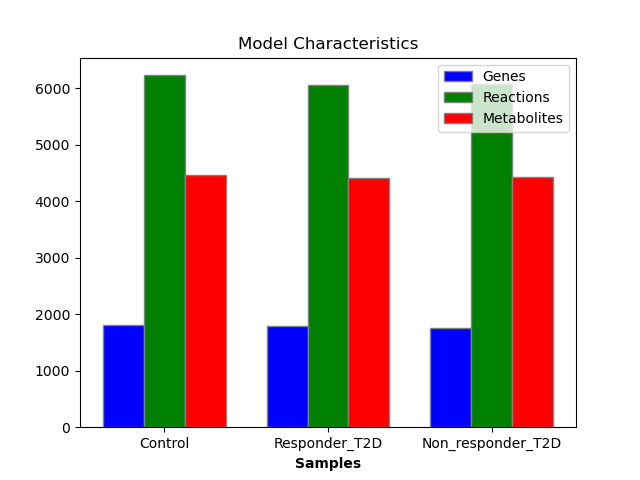 Model Characteristics
Genes
Reactions
Metabolites
6000
5000
4000
3000
2000
1000
0
Control
Responder_T2D
Non_responder_T2D
Samples